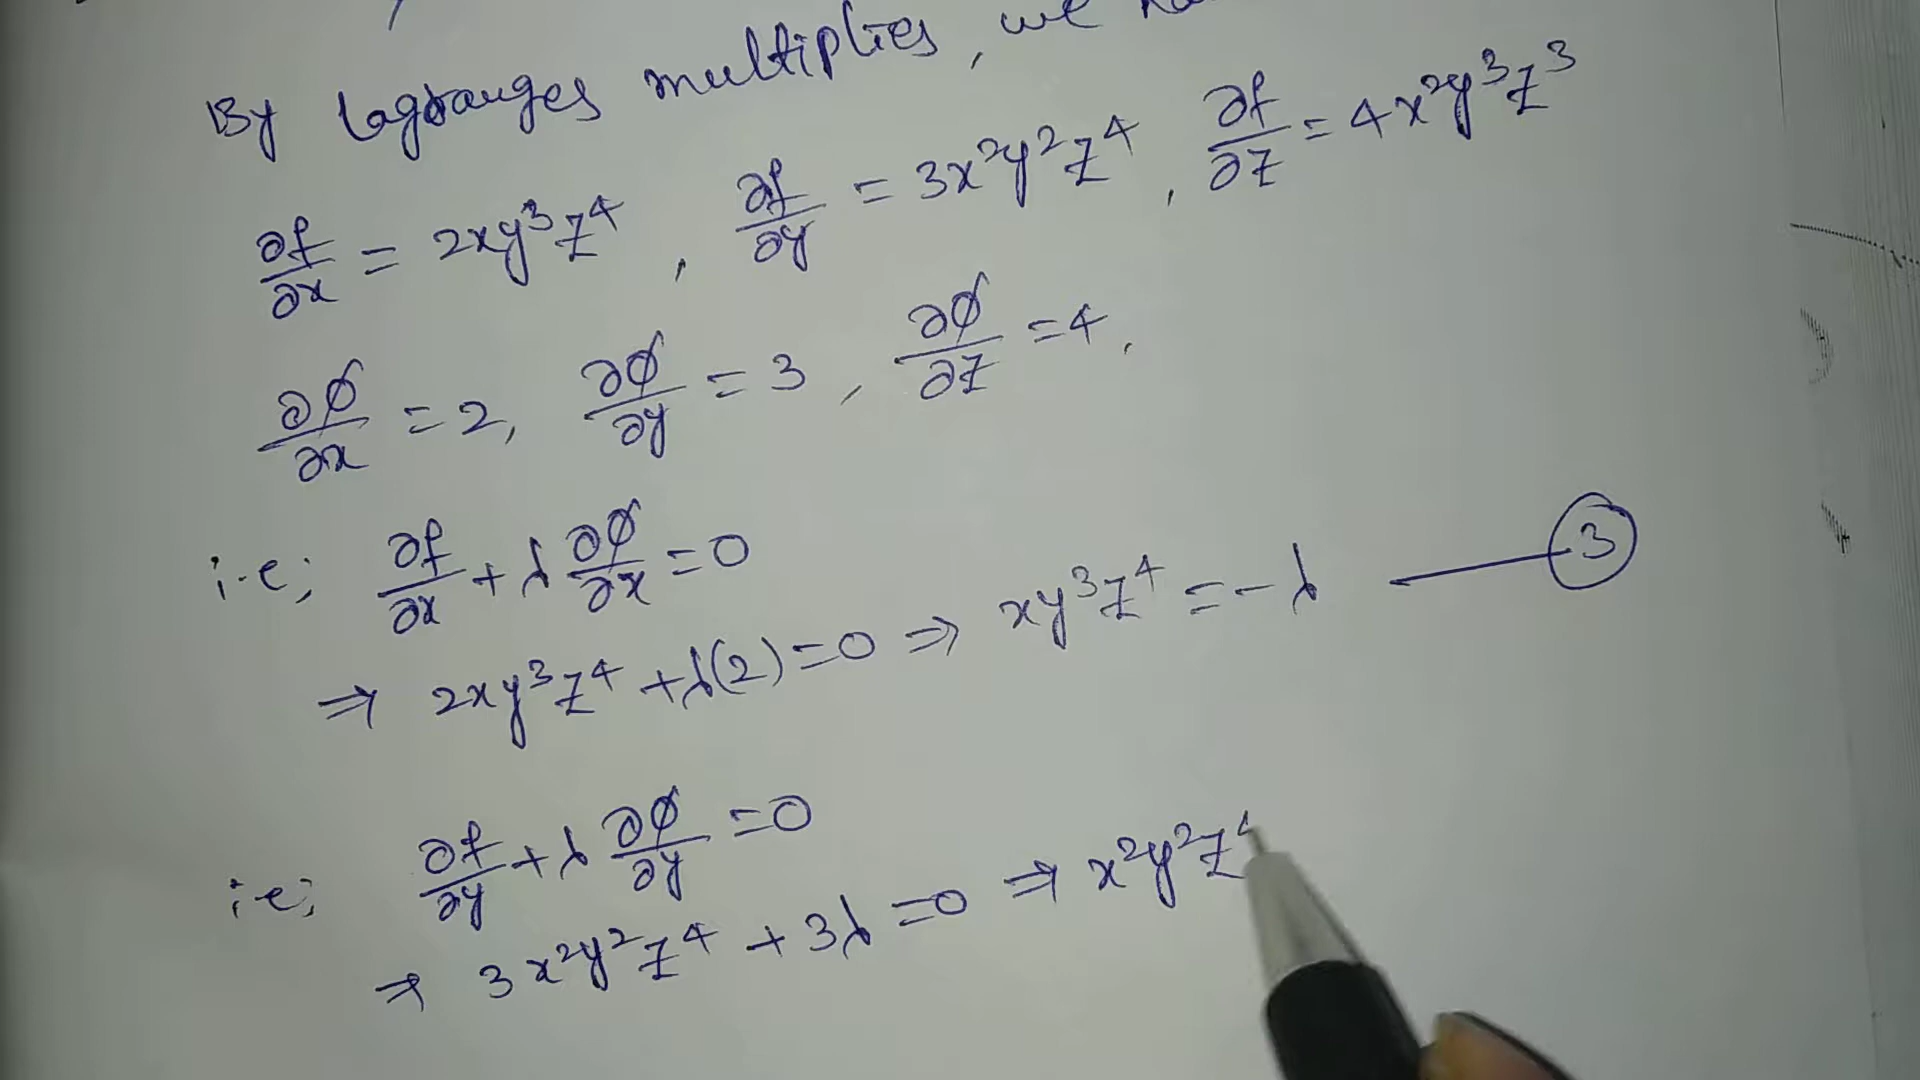 By lagranges multiplies, we
∂f/∂x = 2xy³z⁴, ∂f/∂y = 3x²y²z⁴, ∂f/∂z = 4x²y³z³
∂φ/∂x = 2, ∂φ/∂y = 3, ∂φ/∂z = 4,
i.e; ∂f/∂x + λ ∂φ/∂x = 0
⇒ 2xy³z⁴ + λ(2) = 0 ⇒ xy³z⁴ = -λ — 3
i.e; ∂f/∂y + λ ∂φ/∂y = 0
⇒ 3x²y²z⁴ + 3λ = 0 ⇒ x²y²z⁴